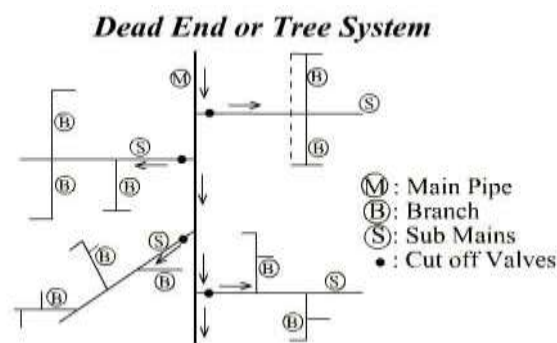 Dead End or Tree System
M
B
S
B
S
B
B
B
M : Main Pipe
B : Branch
S : Sub Mains
• : Cut off Valves
S
B
B
B
S
B
B